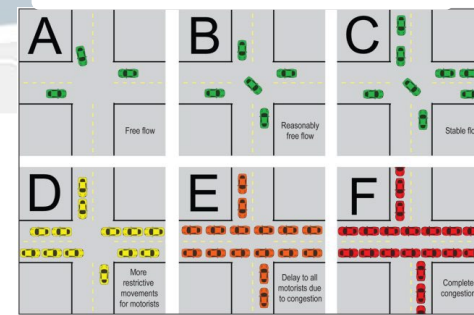 A
Free flow
B
Reasonably
free flow
C
Stable flo
D
More
restrictive
movements
for motorists
E
Delay to all
motorists due
to congestion
F
Complete
congestion